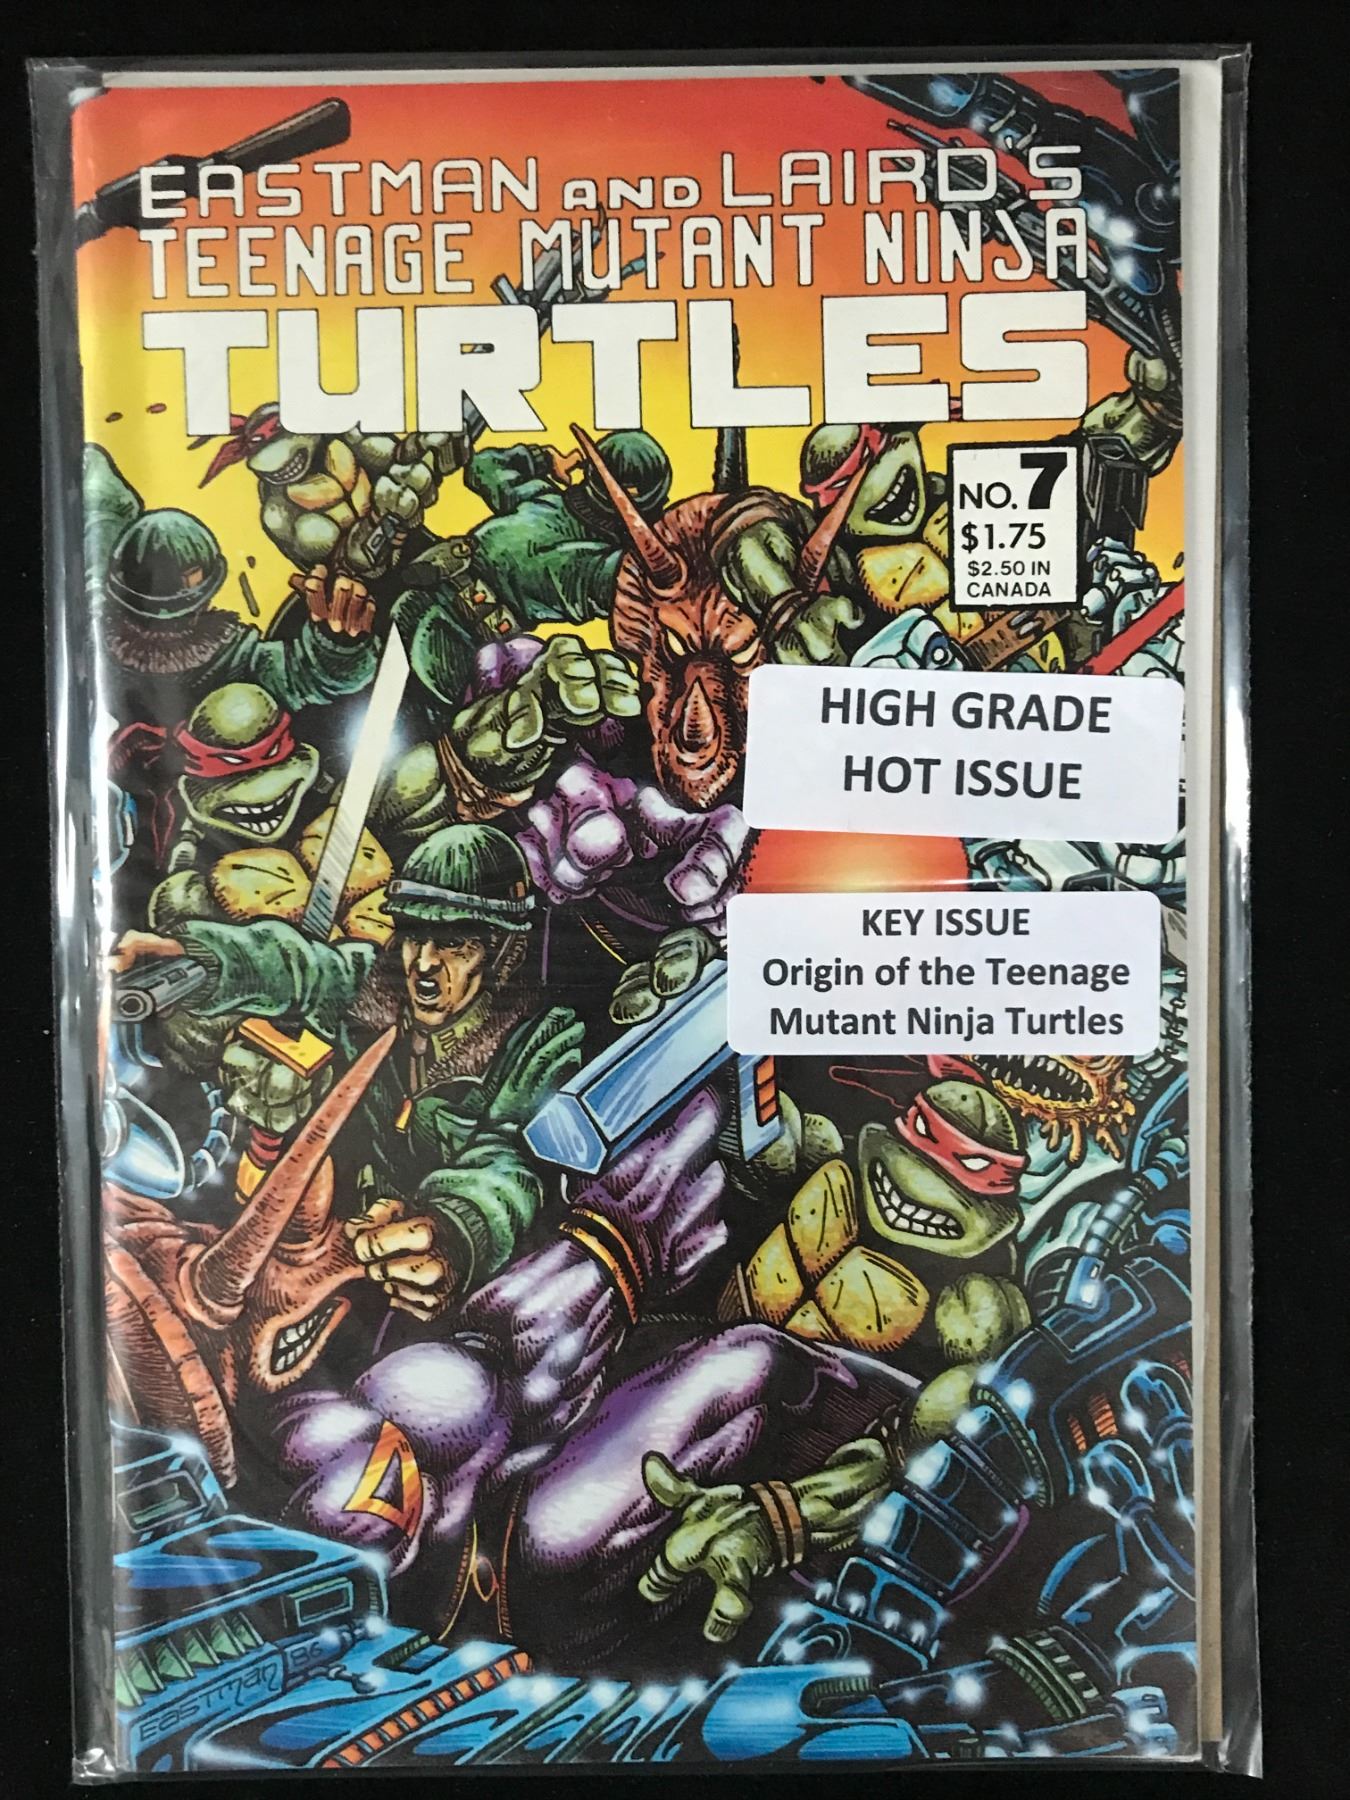 EASTMAN AND LAIRD'S
TEENAGE MUTANT NINJA
TURTLES
NO. 7
$1.75
$2.50 IN
CANADA
HIGH GRADE
HOT ISSUE
KEY ISSUE
Origin of the Teenage
Mutant Ninja Turtles
EASTMAN 86